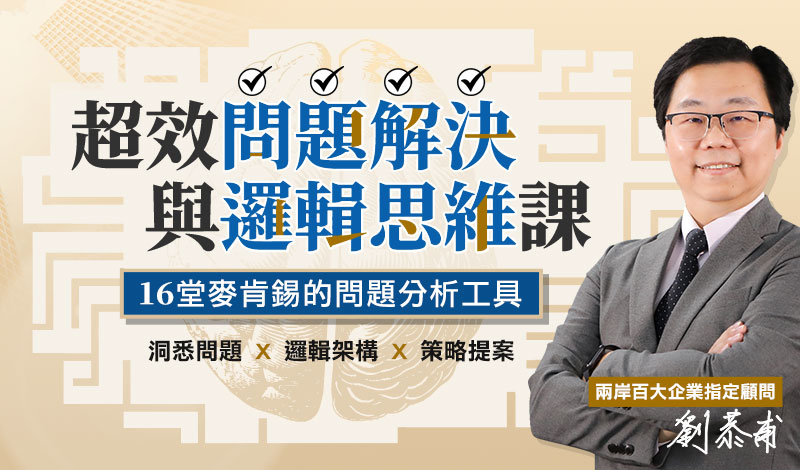 超效問題解決
與邏輯思維課
16堂麥肯錫的問題分析工具
洞悉問題 X 邏輯架構 X 策略提案
兩岸百大企業指定顧問
劉恭甫